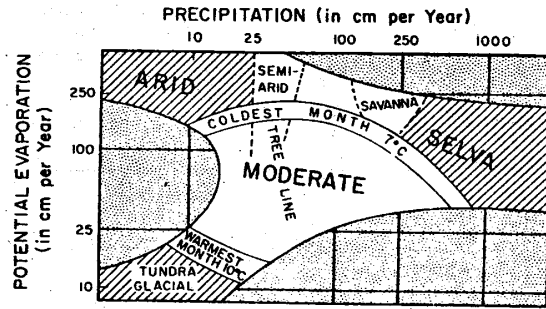 PRECIPITATION (in cm per Year)
10 25 100 250 1000
POTENTIAL EVAPORATION
(in cm per Year)
250
100
25
10
ARID
SEMI-
ARID
SAVANNA
SELVA
COLDEST MONTH 7°C
TREE LINE
MODERATE
WARMEST
MONTH 10°C
TUNDRA
GLACIAL